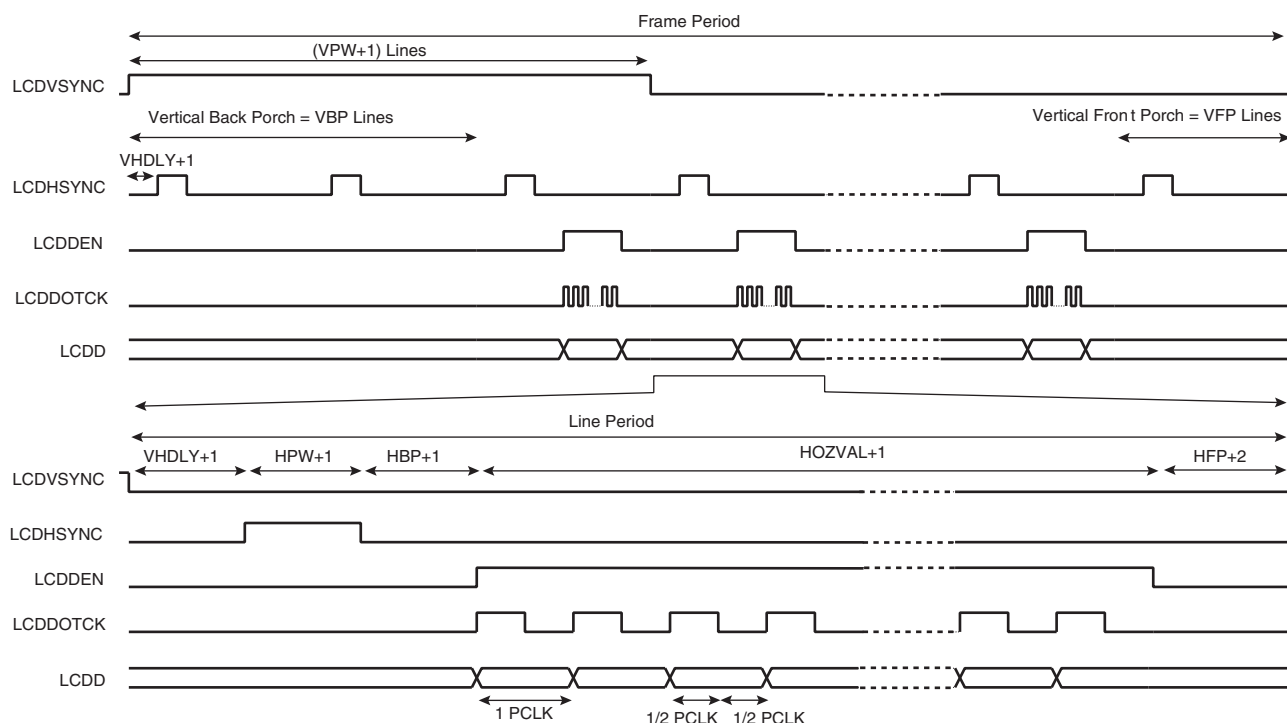 Frame Period
(VPW+1) Lines
LCDVSYNC
Vertical Back Porch = VBP Lines
Vertical Front Porch = VFP Lines
VHDLY+1
LCDHSYNC
LCDDEN
LCDDOTCK
LCDD
Line Period
VHDLY+1 HPW+1 HBP+1 HOZVAL+1 HFP+2
LCDVSYNC
LCDHSYNC
LCDDEN
LCDDOTCK
LCDD
1 PCLK 1/2 PCLK 1/2 PCLK